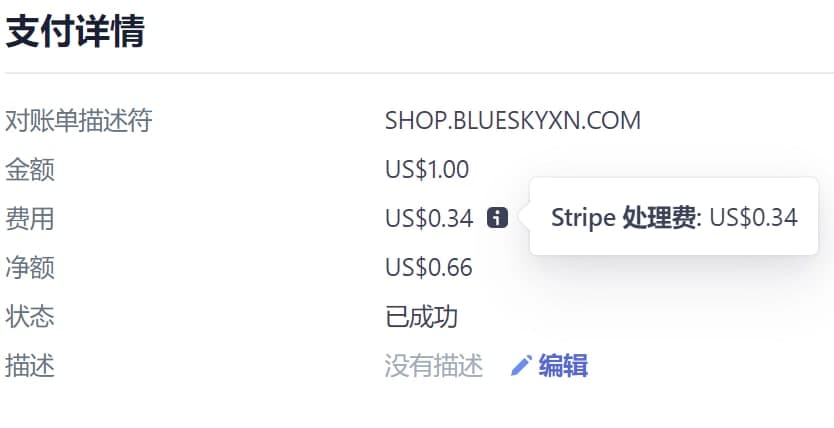 支付详情
对账单描述符 SHOP.BLUESKYXN.COM
金额 US$1.00
费用 US$0.34 Stripe 处理费: US$0.34
净额 US$0.66
状态 已成功
描述 没有描述 编辑